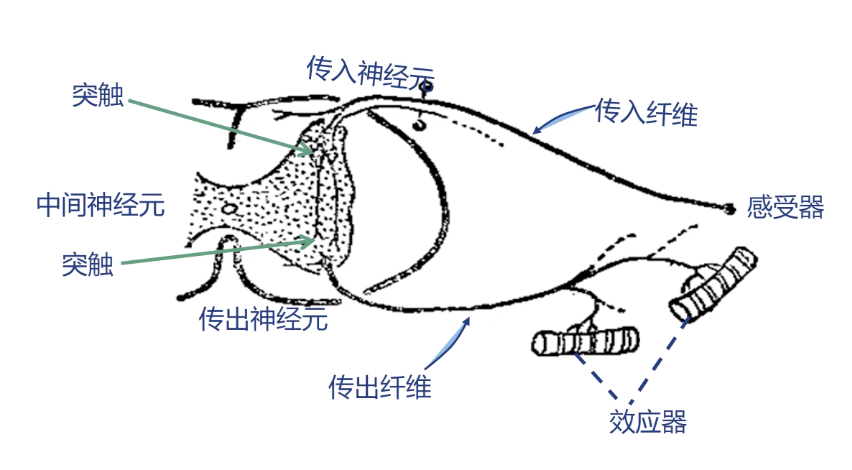 传入神经元
突触
传入纤维
中间神经元
感受器
突触
传出神经元
传出纤维
效应器